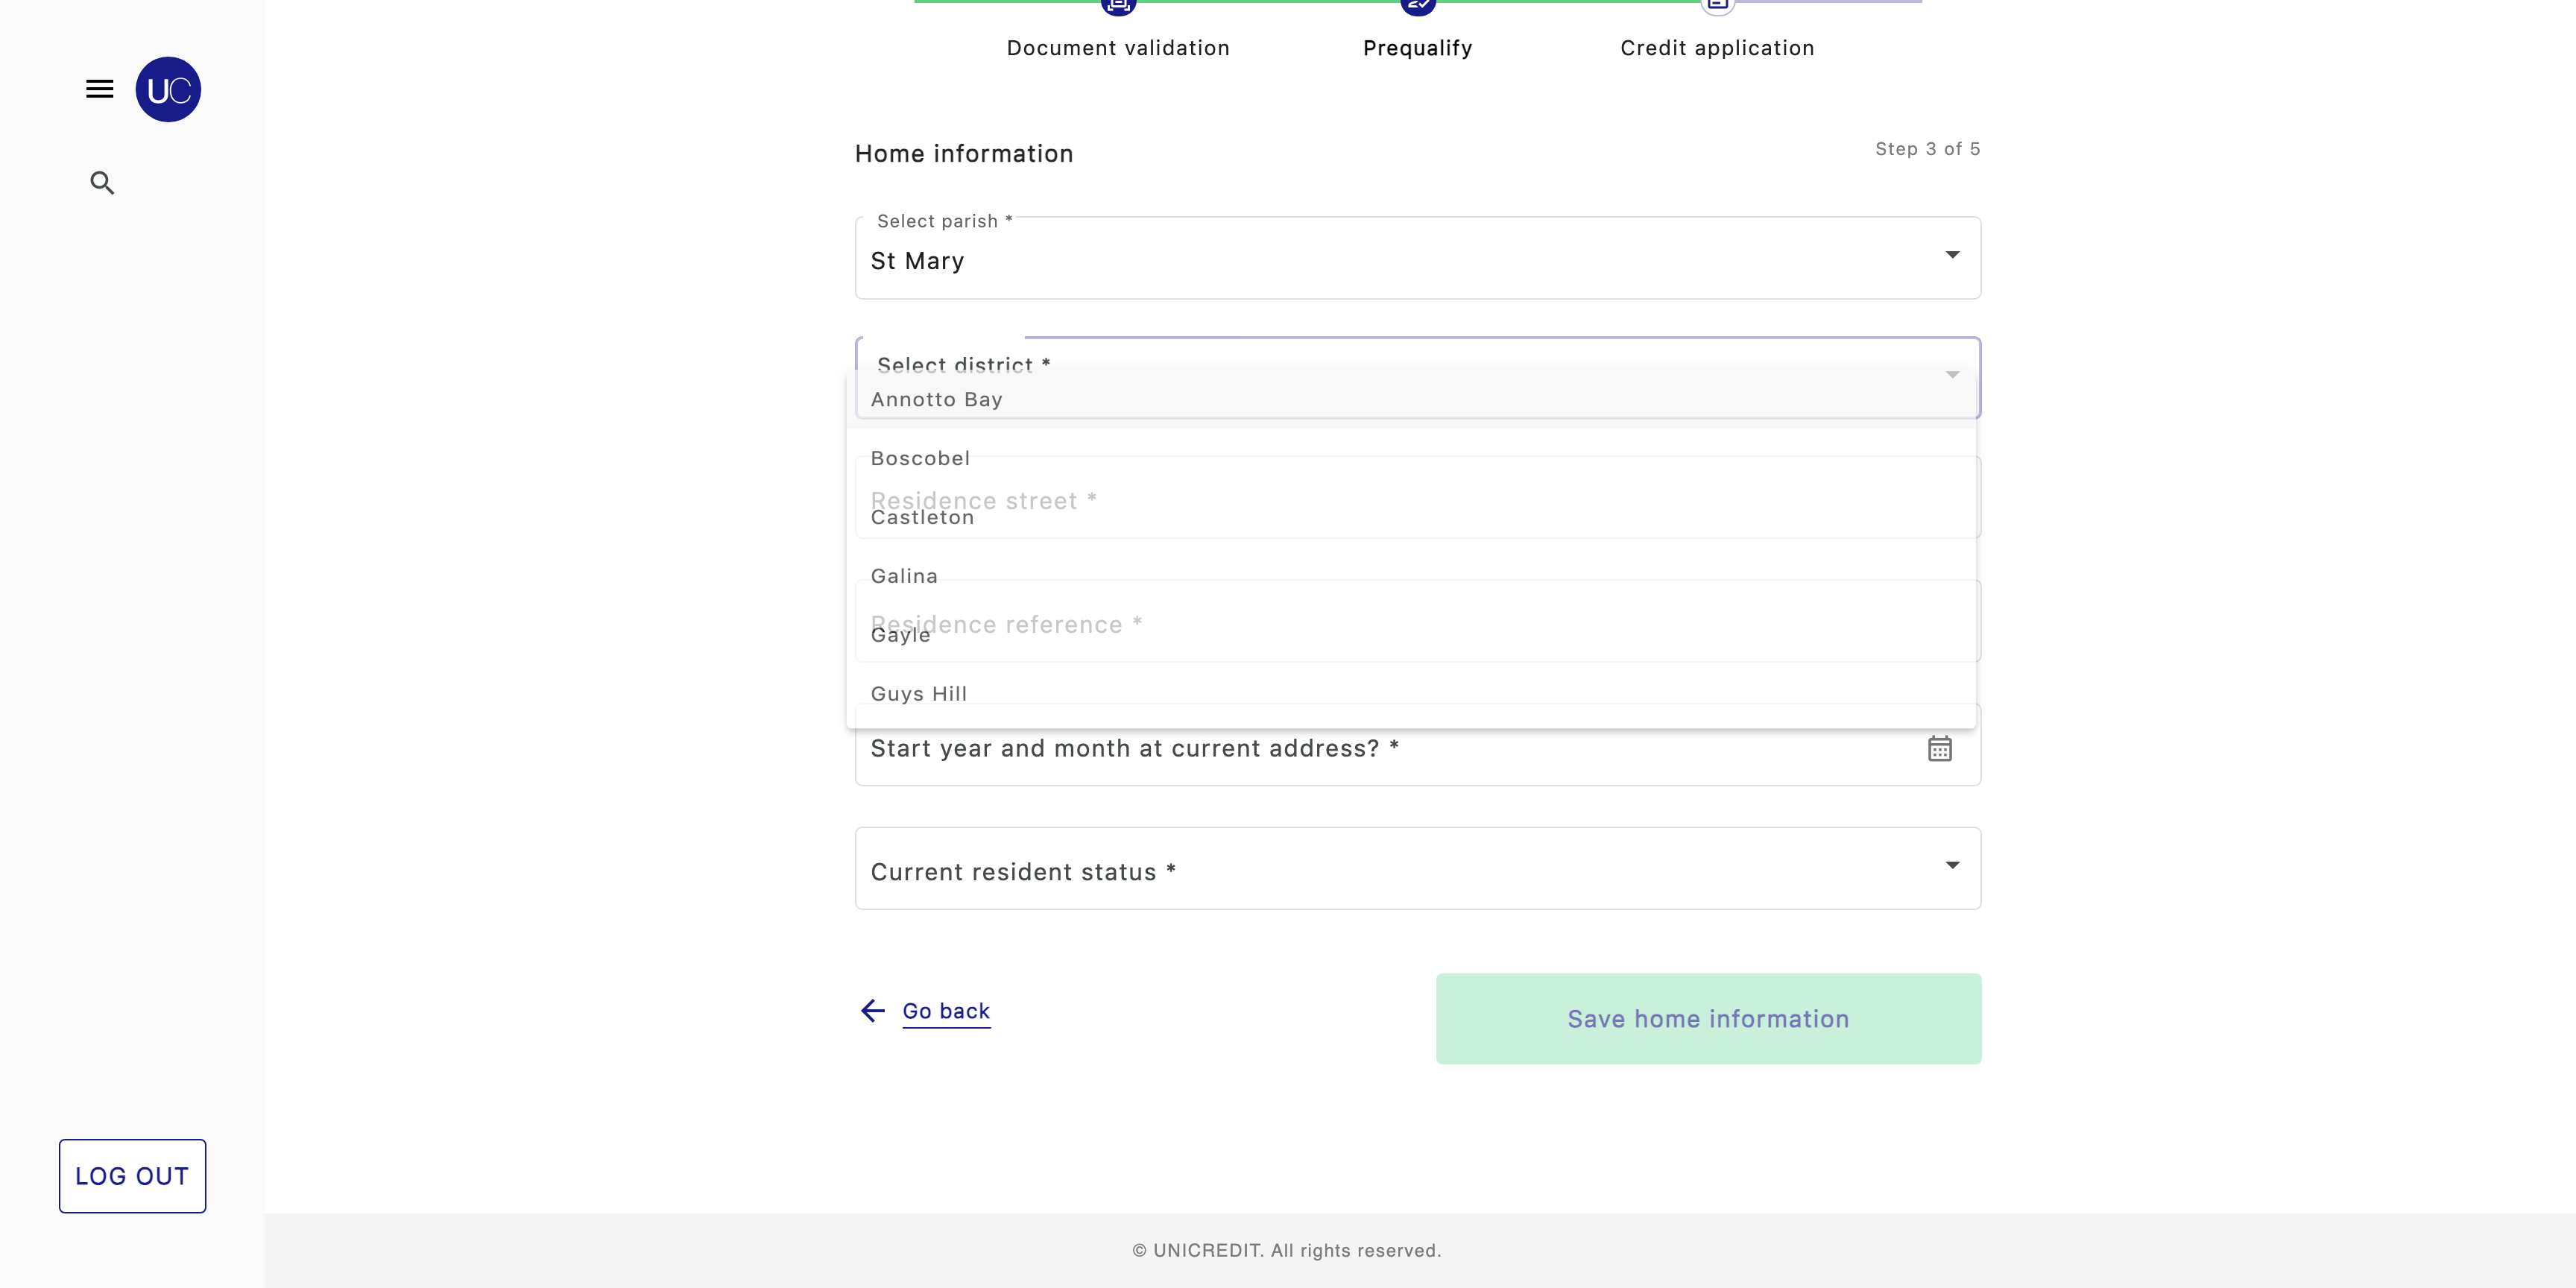 Document validation
Prequalify
Credit application
UC
Home information
Step 3 of 5
Select parish *
St Mary
Select district *
Annotto Bay
Boscobel
Residence street *
Castleton
Galina
Residence reference *
Gayle
Guys Hill
Start year and month at current address? *
Current resident status *
Go back
Save home information
LOG OUT
© UNICREDIT. All rights reserved.